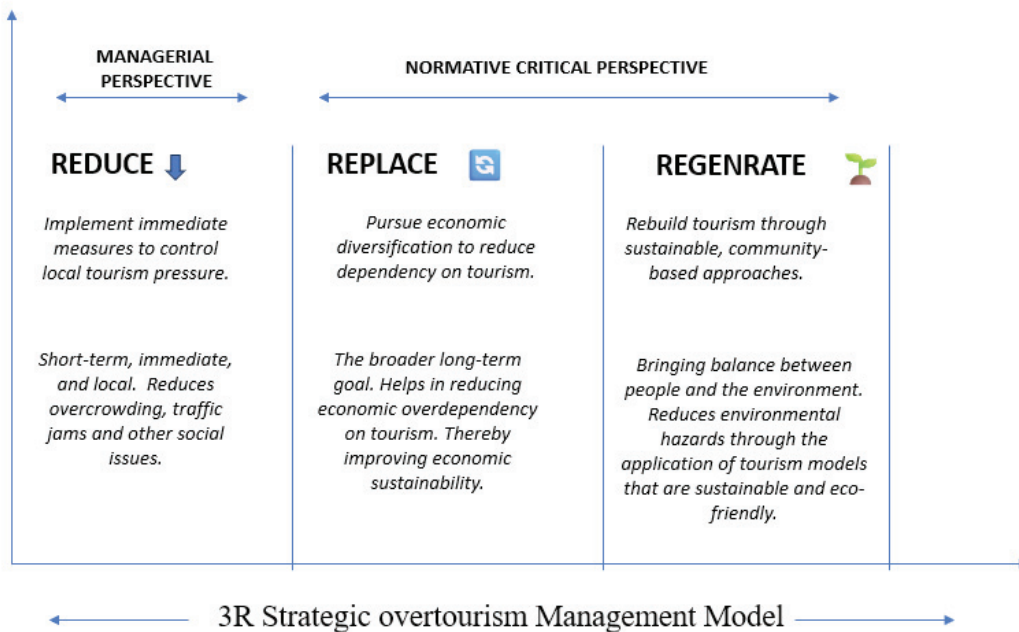 MANAGERIAL
PERSPECTIVE
NORMATIVE CRITICAL PERSPECTIVE
REDUCE
Implement immediate
measures to control
local tourism pressure.
Short-term, immediate,
and local. Reduces
overcrowding, traffic
jams and other social
issues.
REPLACE
Pursue economic
diversification to reduce
dependency on tourism.
The broader long-term
goal. Helps in reducing
economic overdependency
on tourism. Thereby
improving economic
sustainability.
REGENRATE
Rebuild tourism through
sustainable, community-
based approaches.
Bringing balance between
people and the environment.
Reduces environmental
hazards through the
application of tourism models
that are sustainable and eco-
friendly.
3R Strategic overtourism Management Model